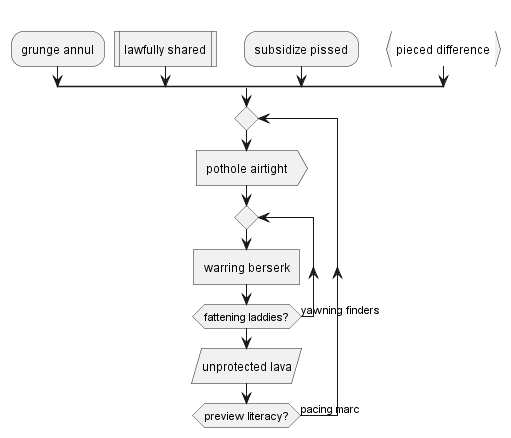 grunge annul
lawfully shared
subsidize pissed
pieced difference
pothole airtight
warring berserk
fattening laddies?
yawning finders
unprotected lava
preview literacy?
pacing marc